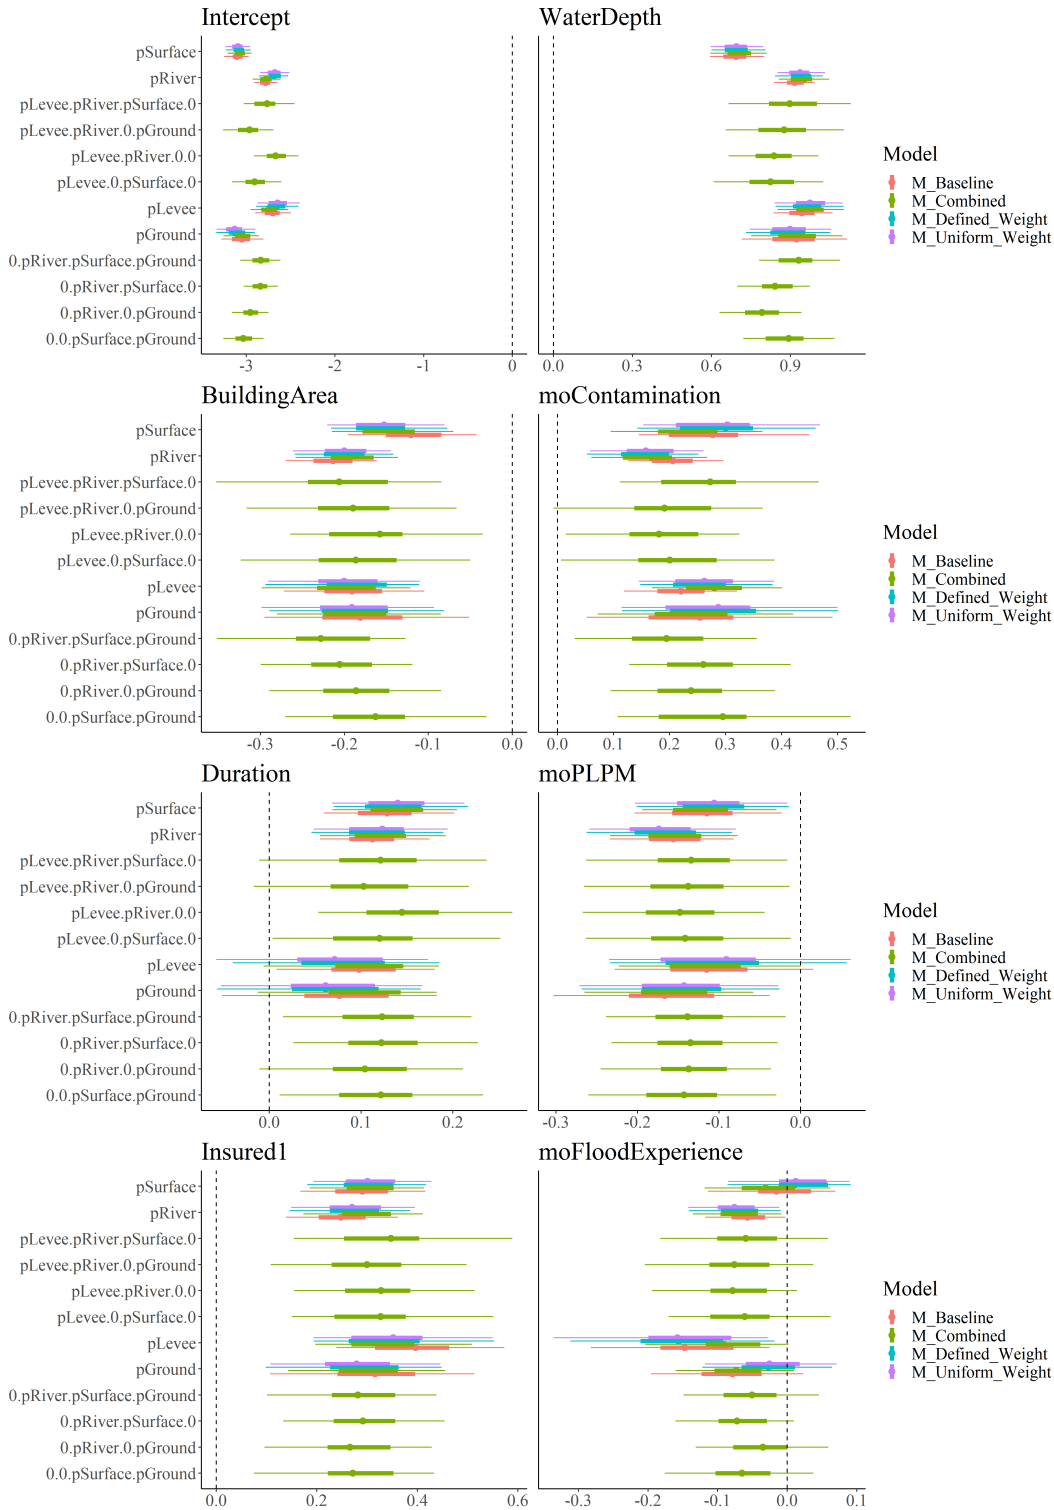 Intercept
WaterDepth
pSurface
pRiver
pLevee.pRiver.pSurface.0
pLevee.pRiver.0.pGround
pLevee.pRiver.0.0
pLevee.0.pSurface.0
pLevee
pGround
0.pRiver.pSurface.pGround
0.pRiver.pSurface.0
0.pRiver.0.pGround
0.0.pSurface.pGround
-3 -2 -1 0
0.0 0.3 0.6 0.9
Model
M_Baseline
M_Combined
M_Defined_Weight
M_Uniform_Weight
BuildingArea
moContamination
pSurface
pRiver
pLevee.pRiver.pSurface.0
pLevee.pRiver.0.pGround
pLevee.pRiver.0.0
pLevee.0.pSurface.0
pLevee
pGround
0.pRiver.pSurface.pGround
0.pRiver.pSurface.0
0.pRiver.0.pGround
0.0.pSurface.pGround
-0.3 -0.2 -0.1 0.0
0.0 0.1 0.2 0.3 0.4 0.5
Model
M_Baseline
M_Combined
M_Defined_Weight
M_Uniform_Weight
Duration
moPLPM
pSurface
pRiver
pLevee.pRiver.pSurface.0
pLevee.pRiver.0.pGround
pLevee.pRiver.0.0
pLevee.0.pSurface.0
pLevee
pGround
0.pRiver.pSurface.pGround
0.pRiver.pSurface.0
0.pRiver.0.pGround
0.0.pSurface.pGround
0.0 0.1 0.2
-0.3 -0.2 -0.1 0.0
Model
M_Baseline
M_Combined
M_Defined_Weight
M_Uniform_Weight
Insured1
moFloodExperience
pSurface
pRiver
pLevee.pRiver.pSurface.0
pLevee.pRiver.0.pGround
pLevee.pRiver.0.0
pLevee.0.pSurface.0
pLevee
pGround
0.pRiver.pSurface.pGround
0.pRiver.pSurface.0
0.pRiver.0.pGround
0.0.pSurface.pGround
0.0 0.2 0.4 0.6
-0.3 -0.2 -0.1 0.0 0.1
Model
M_Baseline
M_Combined
M_Defined_Weight
M_Uniform_Weight